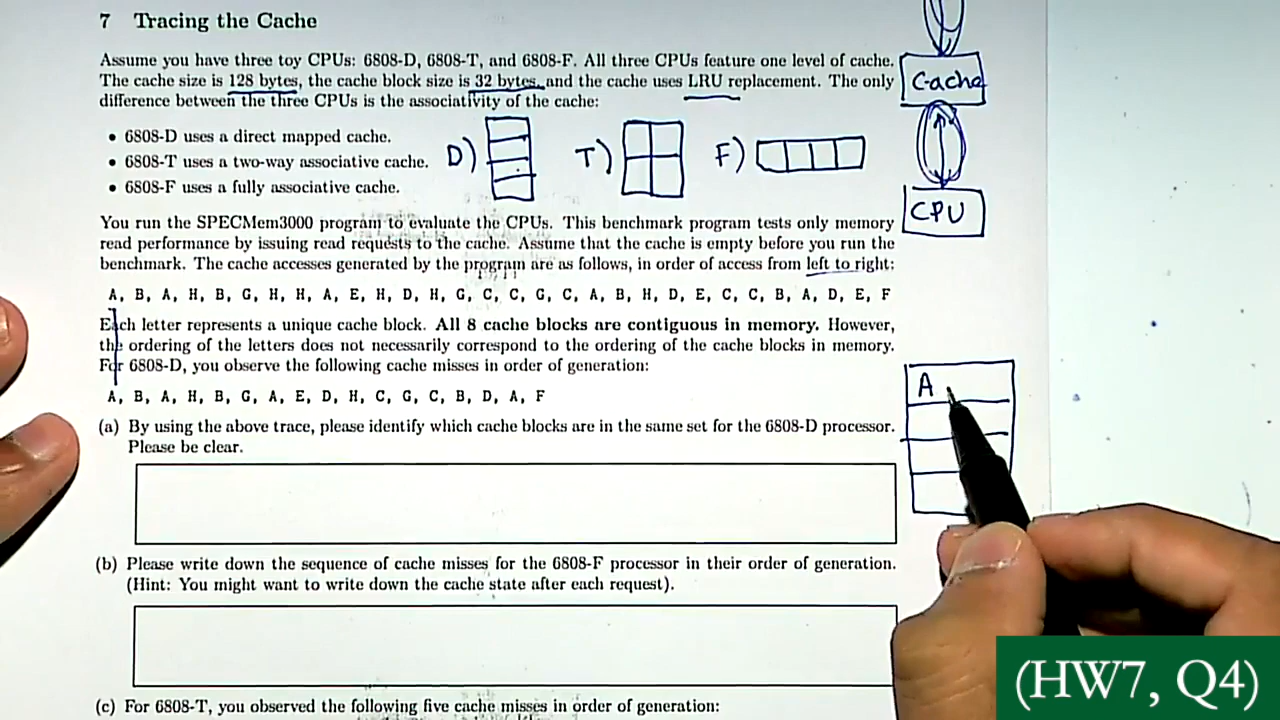 7 Tracing the Cache
Assume you have three toy CPUs: 6808-D, 6808-T, and 6808-F. All three CPUs feature one level of cache.
The cache size is 128 bytes, the cache block size is 32 bytes, and the cache uses LRU replacement. The only
difference between the three CPUs is the associativity of the cache:
• 6808-D uses a direct mapped cache.
• 6808-T uses a two-way associative cache.
• 6808-F uses a fully associative cache.
D)
T)
F)
Cache
CPU
You run the SPECMem3000 program to evaluate the CPUs. This benchmark program tests only memory
read performance by issuing read requests to the cache. Assume that the cache is empty before you run the
benchmark. The cache accesses generated by the program are as follows, in order of access from left to right:
A, B, A, H, B, G, H, H, A, E, H, D, H, G, C, C, G, C, A, B, H, D, E, C, C, B, A, D, E, F
Each letter represents a unique cache block. All 8 cache blocks are contiguous in memory. However,
the ordering of the letters does not necessarily correspond to the ordering of the cache blocks in memory.
For 6808-D, you observe the following cache misses in order of generation:
A, B, A, H, B, G, A, E, D, H, C, G, C, B, D, A, F
A
(a) By using the above trace, please identify which cache blocks are in the same set for the 6808-D processor.
Please be clear.
(b) Please write down the sequence of cache misses for the 6808-F processor in their order of generation.
(Hint: You might want to write down the cache state after each request).
(c) For 6808-T, you observed the following five cache misses in order of generation:
(HW7, Q4)